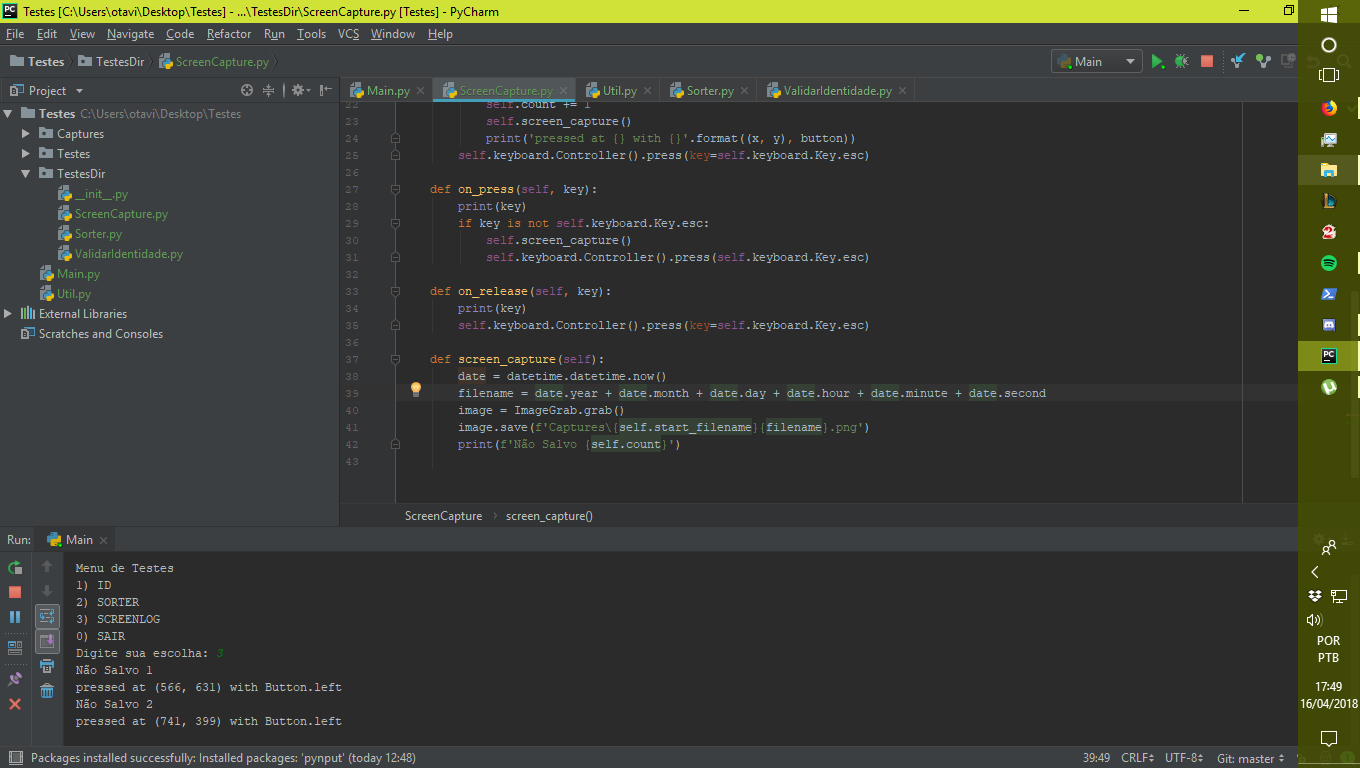 Testes [C:\Users\otavi\Desktop\Testes] - ...\TestesDir\ScreenCapture.py [Testes] - PyCharm
File Edit View Navigate Code Refactor Run Tools VCS Window Help
Testes TestesDir ScreenCapture.py Main
Project
Main.py ScreenCapture.py Util.py Sorter.py ValidarIdentidade.py
Testes C:\Users\otavi\Desktop\Testes
Captures
Testes
TestesDir
__init__.py
ScreenCapture.py
Sorter.py
ValidarIdentidade.py
Main.py
Util.py
External Libraries
Scratches and Consoles
22 self.count += 1
23 self.screen_capture()
24 print('pressed at {} with {}'.format((x, y), button))
25 self.keyboard.Controller().press(key=self.keyboard.Key.esc)
26
27 def on_press(self, key):
28 print(key)
29 if key is not self.keyboard.Key.esc:
30 self.screen_capture()
31 self.keyboard.Controller().press(self.keyboard.Key.esc)
32
33 def on_release(self, key):
34 print(key)
35 self.keyboard.Controller().press(key=self.keyboard.Key.esc)
36
37 def screen_capture(self):
38 date = datetime.datetime.now()
39 filename = date.year + date.month + date.day + date.hour + date.minute + date.second
40 image = ImageGrab.grab()
41 image.save(f'Captures\{self.start_filename}{filename}.png')
42 print(f'Não Salvo {self.count}')
43
ScreenCapture screen_capture()
Run: Main
Menu de Testes
1) ID
2) SORTER
3) SCREENLOG
0) SAIR
Digite sua escolha: 3
Não Salvo 1
pressed at (566, 631) with Button.left
Não Salvo 2
pressed at (741, 399) with Button.left
Packages installed successfully: Installed packages: 'pynput' (today 12:48)
39:49 CRLF UTF-8 Git: master
PC
POR
PTB
17:49
16/04/2018